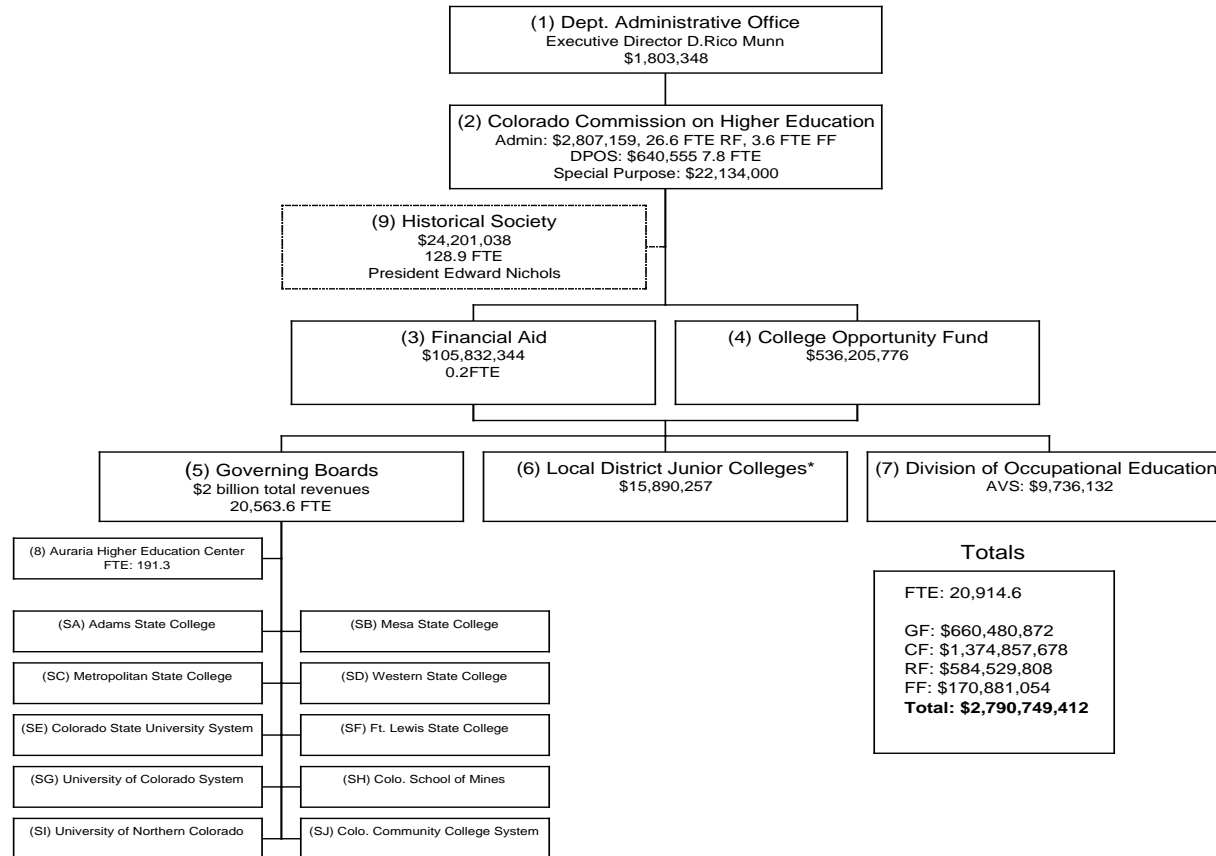 (1) Dept. Administrative Office
Executive Director D.Rico Munn
$1,803,348
(2) Colorado Commission on Higher Education
Admin: $2,807,159, 26.6 FTE RF, 3.6 FTE FF
DPOS: $640,555 7.8 FTE
Special Purpose: $22,134,000
(9) Historical Society
$24,201,038
128.9 FTE
President Edward Nichols
(3) Financial Aid
$105,832,344
0.2FTE
(4) College Opportunity Fund
$536,205,776
(5) Governing Boards
$2 billion total revenues
20,563.6 FTE
(6) Local District Junior Colleges*
$15,890,257
(7) Division of Occupational Education
AVS: $9,736,132
(8) Auraria Higher Education Center
FTE: 191.3
(SA) Adams State College
(SB) Mesa State College
(SC) Metropolitan State College
(SD) Western State College
(SE) Colorado State University System
(SF) Ft. Lewis State College
(SG) University of Colorado System
(SH) Colo. School of Mines
(SI) University of Northern Colorado
(SJ) Colo. Community College System
Totals
FTE: 20,914.6
GF: $660,480,872
CF: $1,374,857,678
RF: $584,529,808
FF: $170,881,054
Total: $2,790,749,412